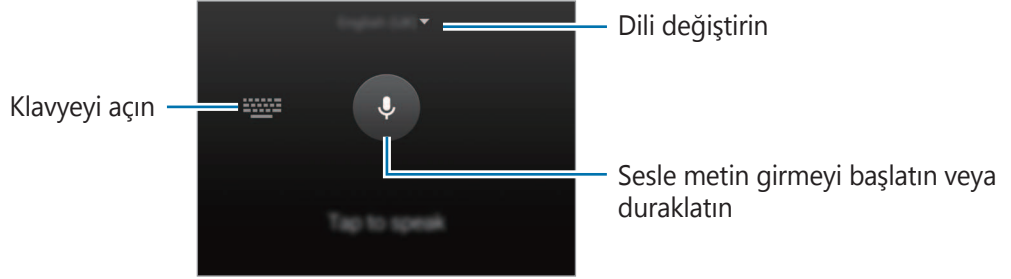 Dili değiştirin
Klavyeyi açın
Sesle metin girmeyi başlatın veya
duraklatın
Tap to speak